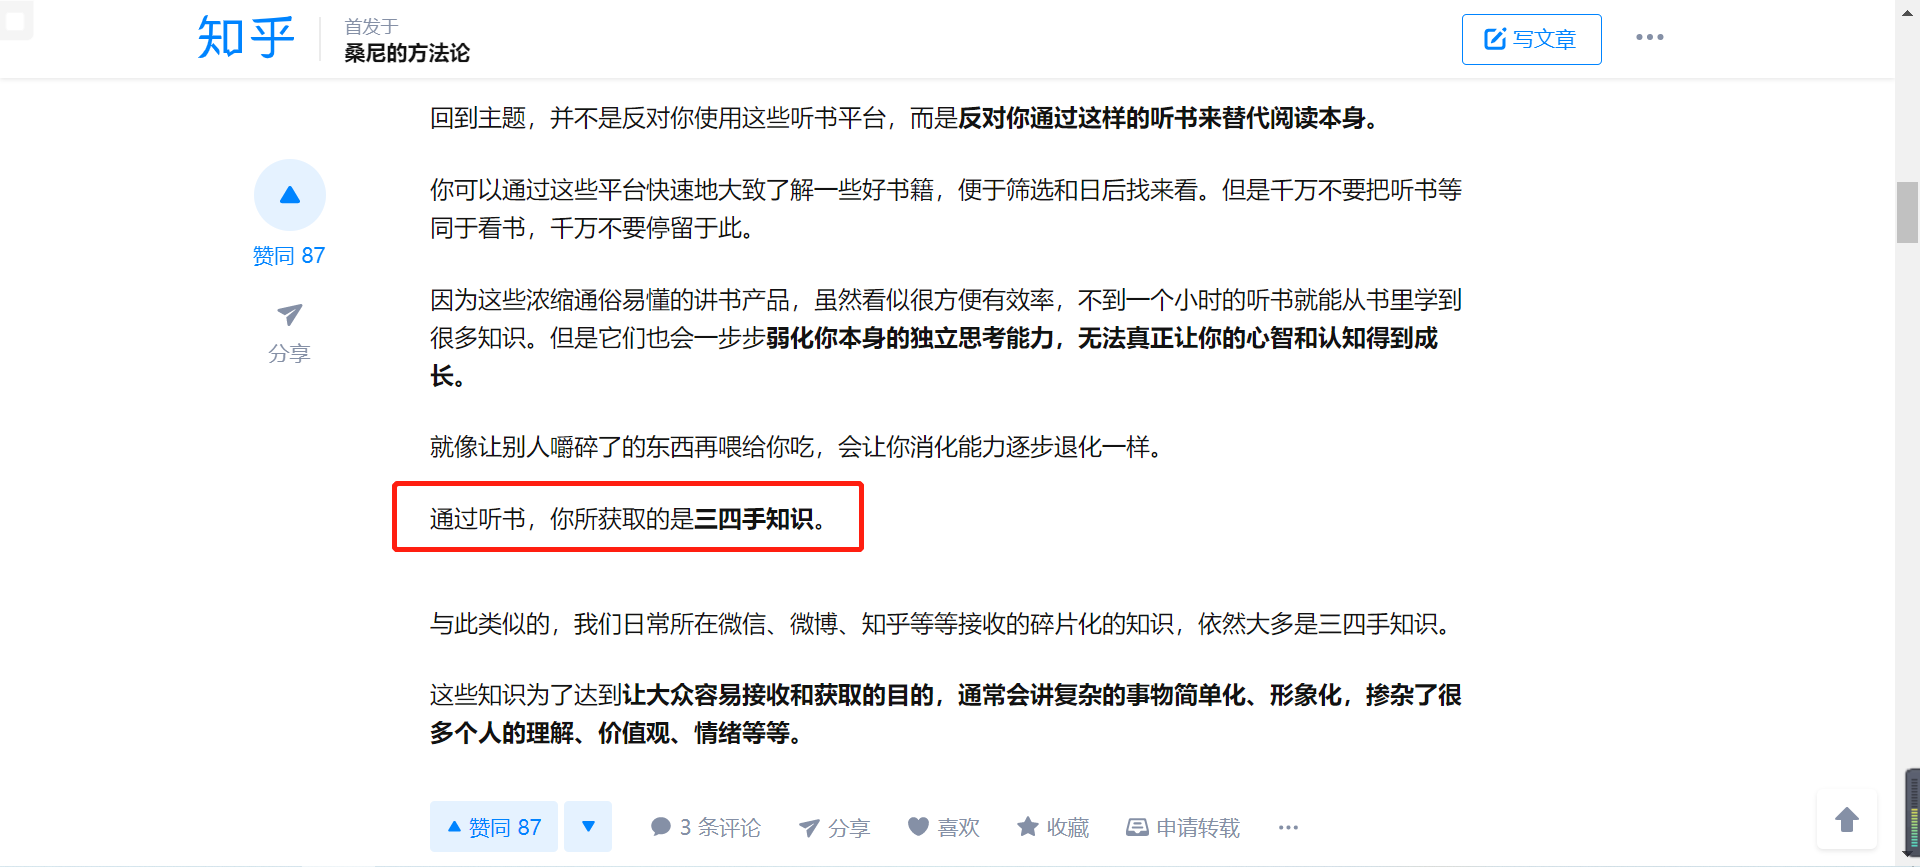 知乎
首发于
桑尼的方法论
写文章
回到主题，并不是反对你使用这些听书平台，而是反对你通过这样的听书来替代阅读本身。
你可以通过这些平台快速地大致了解一些好书籍，便于筛选和日后找来看。但是千万不要把听书等
同于看书，千万不要停留于此。
赞同 87
分享
因为这些浓缩通俗易懂的讲书产品，虽然看似很方便有效率，不到一个小时的听书就能从书里学到
很多知识。但是它们也会一步步弱化你本身的独立思考能力，无法真正让你的心智和认知得到成
长。
就像让别人嚼碎了的东西再喂给你吃，会让你消化能力逐步退化一样。
通过听书，你所获取的是三四手知识。
与此类似的，我们日常所在微信、微博、知乎等等接收的碎片化的知识，依然大多是三四手知识。
这些知识为了达到让大众容易接收和获取的目的，通常会讲复杂的事物简单化、形象化，掺杂了很
多个人的理解、价值观、情绪等等。
赞同 87 3 条评论 分享 喜欢 收藏 申请转载